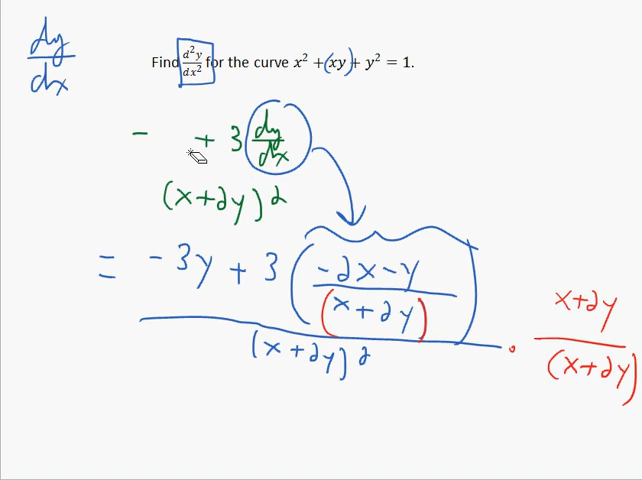 dy/dx
Find d²y/dx² for the curve x² + (xy) + y² = 1.
- + 3 dy/dx
(x+2y)²
= -3y + 3 ( -2x-y / (x+2y) )
(x+2y)²
· x+2y / (x+2y)